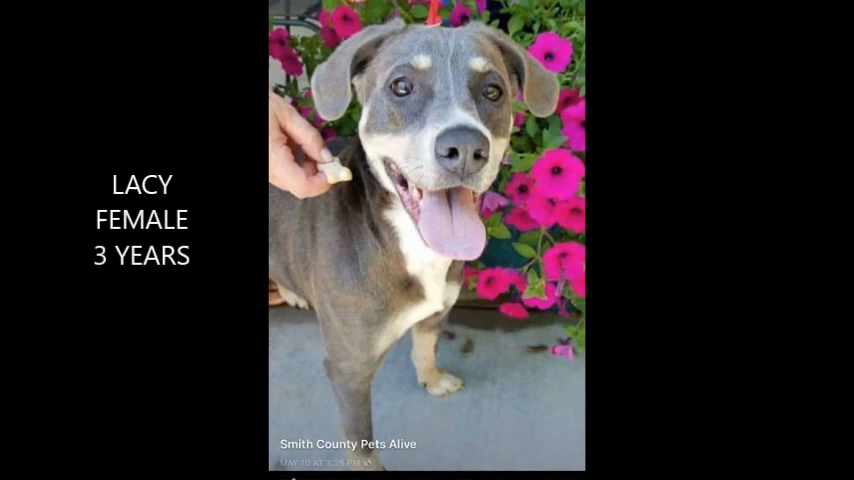 LACY
FEMALE
3 YEARS
Smith County Pets Alive
MAY 10 AT 3:26 PM